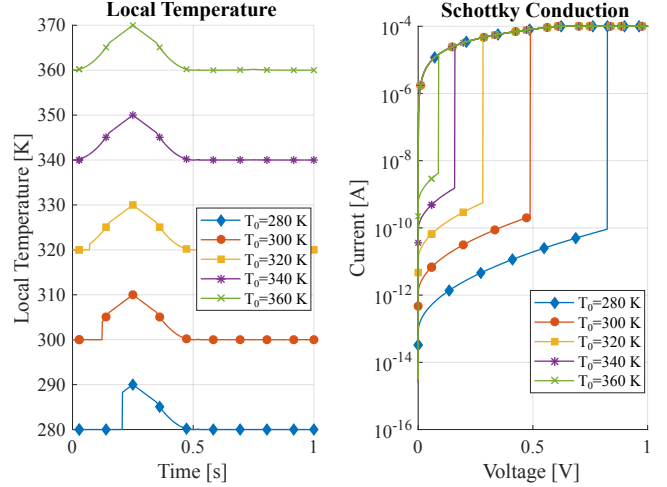 Local Temperature
Local Temperature [K]
370
360
350
340
330
320
310
300
290
280
T₀=280 K
T₀=300 K
T₀=320 K
T₀=340 K
T₀=360 K
0
0.5
1
Time [s]
Schottky Conduction
Current [A]
10⁻⁴
10⁻⁶
10⁻⁸
10⁻¹⁰
10⁻¹²
10⁻¹⁴
10⁻¹⁶
T₀=280 K
T₀=300 K
T₀=320 K
T₀=340 K
T₀=360 K
0
0.5
1
Voltage [V]